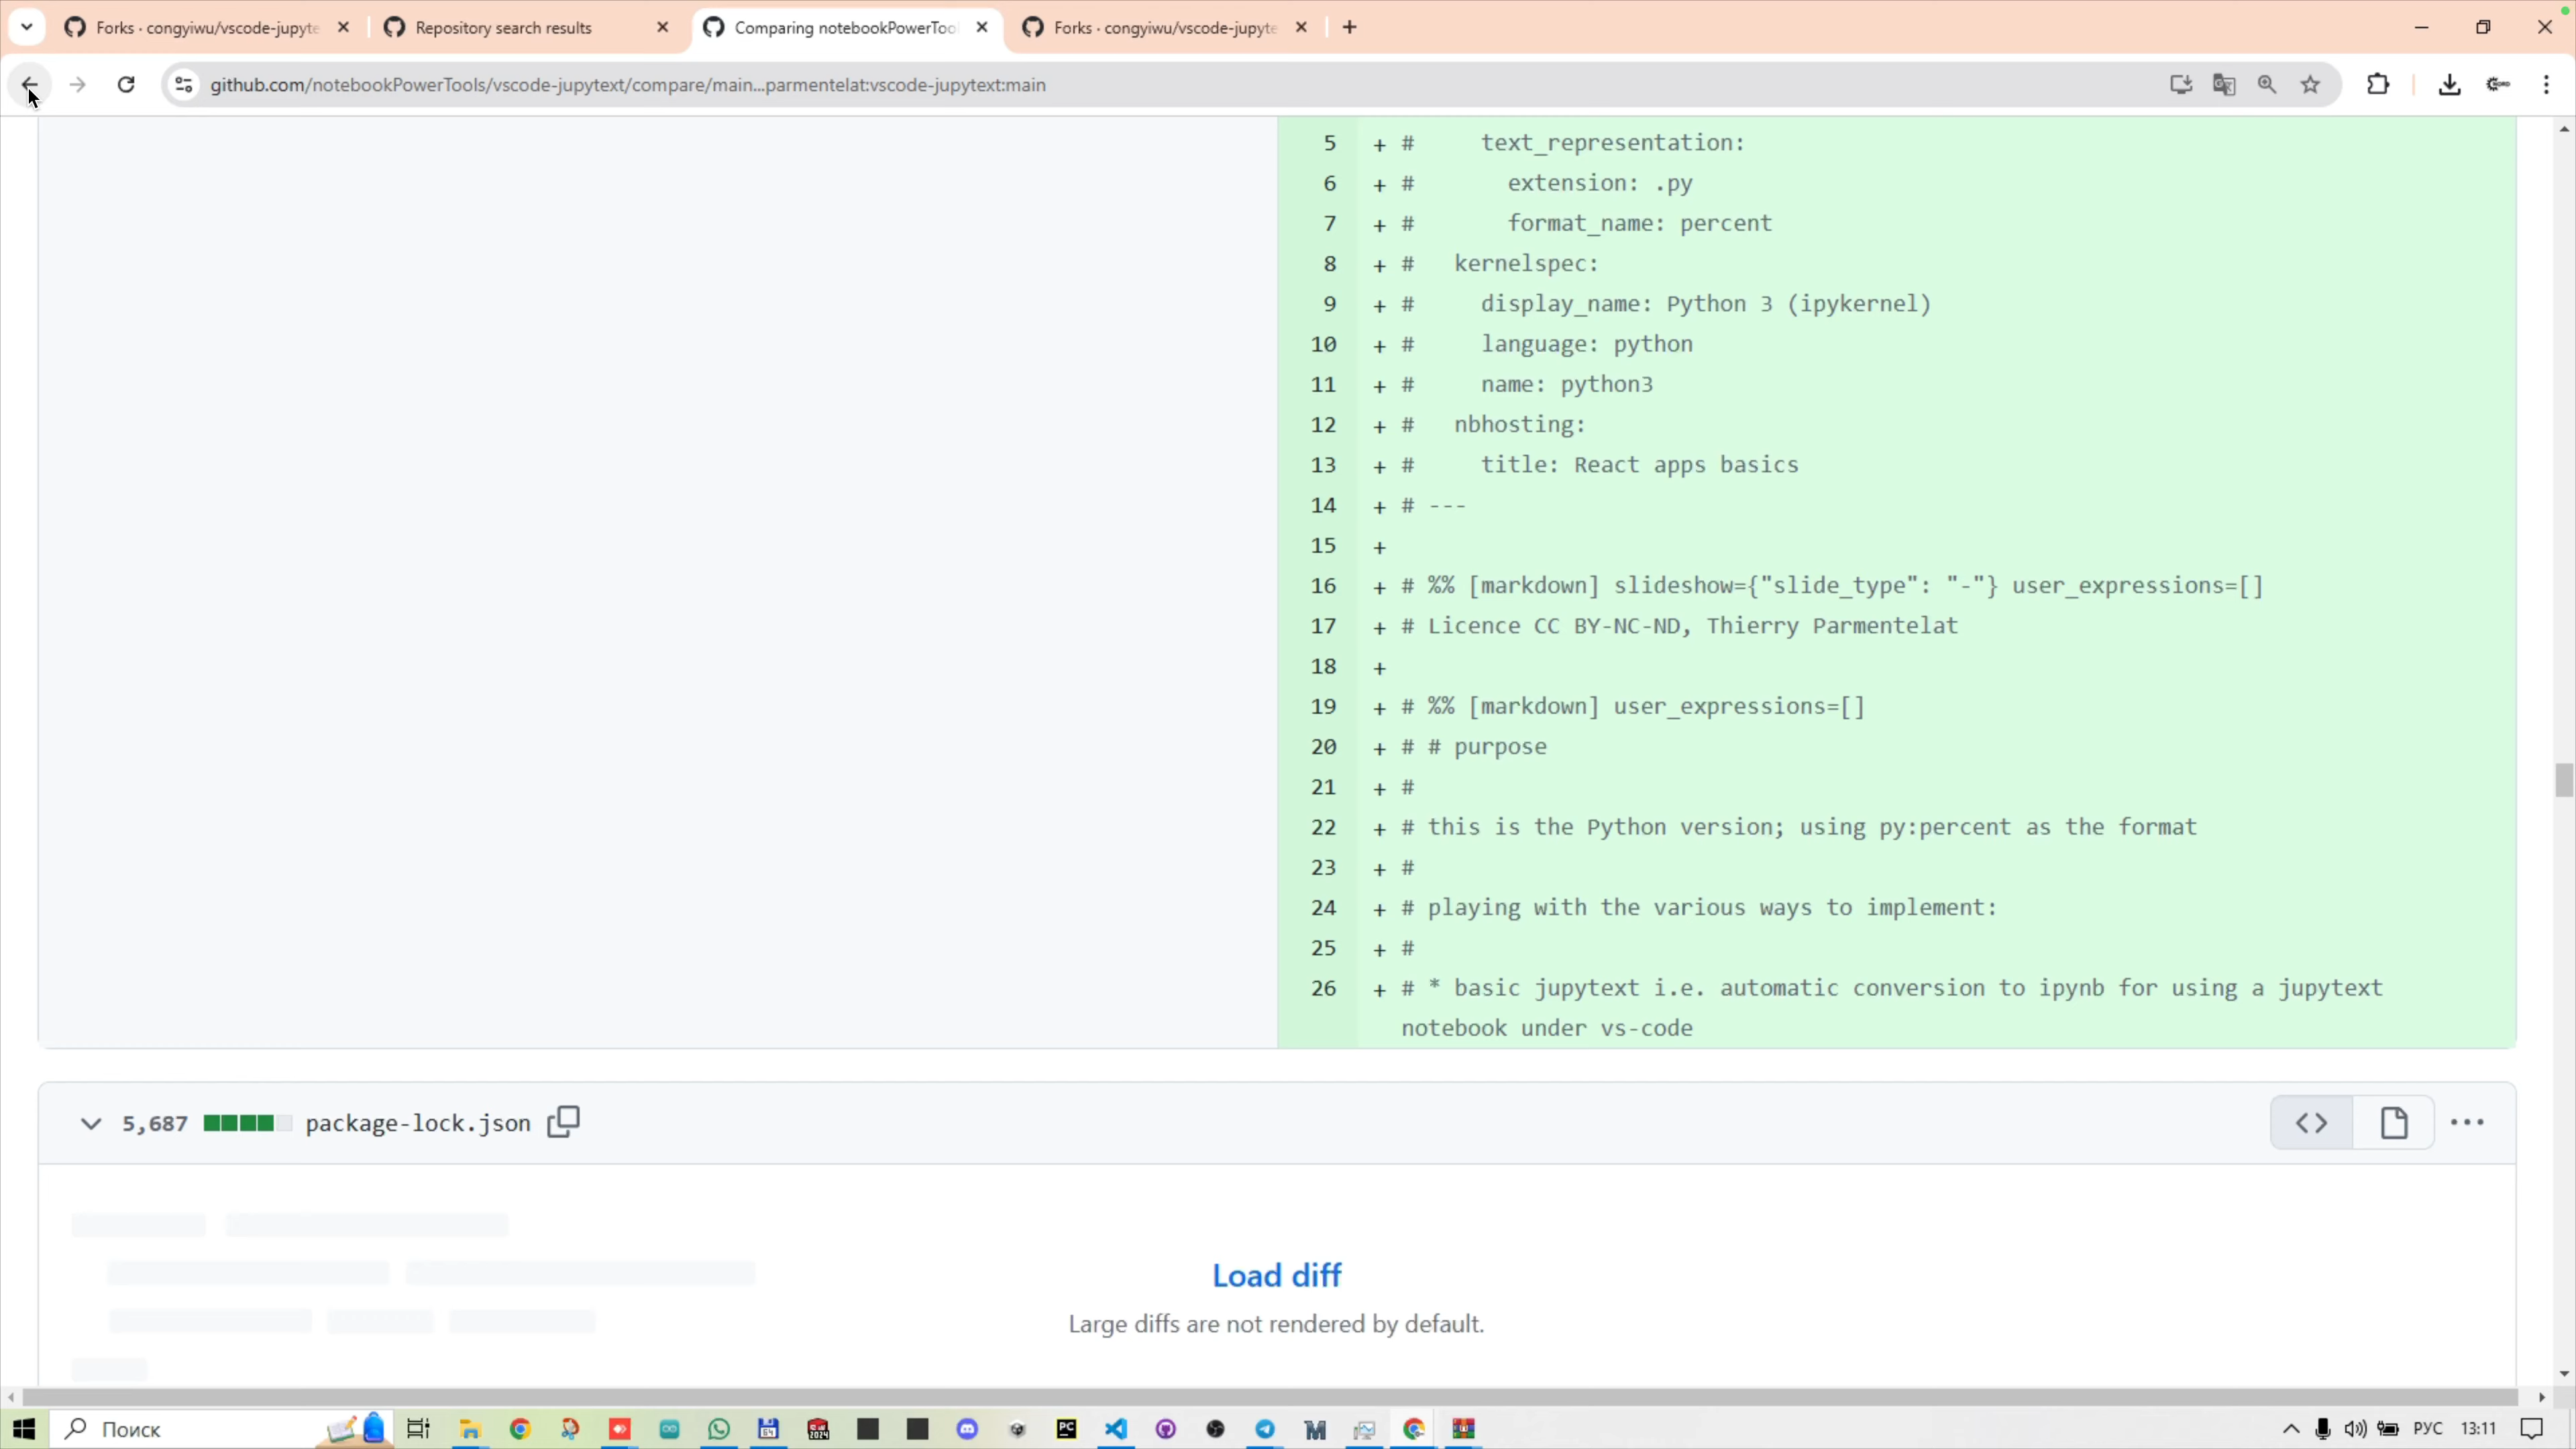 Forks · congyiwu/vscode-jupyte
Repository search results
Comparing notebookPowerToo
Forks · congyiwu/vscode-jupyte
github.com/notebookPowerTools/vscode-jupytext/compare/main...parmentelat:vscode-jupytext:main
5 + #     text_representation:
6 + #       extension: .py
7 + #       format_name: percent
8 + #   kernelspec:
9 + #     display_name: Python 3 (ipykernel)
10 + #     language: python
11 + #     name: python3
12 + #   nbhosting:
13 + #     title: React apps basics
14 + # ---
15 +
16 + # %% [markdown] slideshow={"slide_type": "-"} user_expressions=[]
17 + # Licence CC BY-NC-ND, Thierry Parmentelat
18 +
19 + # %% [markdown] user_expressions=[]
20 + # # purpose
21 + #
22 + # this is the Python version; using py:percent as the format
23 + #
24 + # playing with the various ways to implement:
25 + #
26 + # * basic jupytext i.e. automatic conversion to ipynb for using a jupytext
notebook under vs-code
5,687 package-lock.json
Load diff
Large diffs are not rendered by default.
Поиск
РУС 13:11